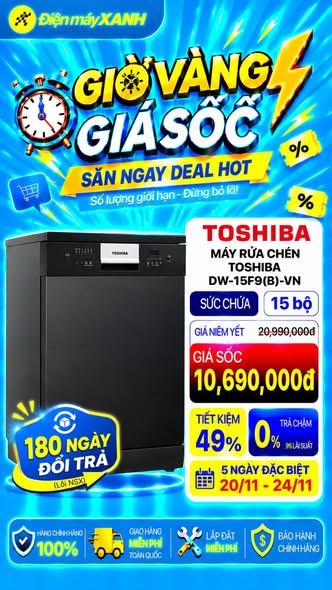 Điện máy XANH
GIỜ VÀNG
GIÁ SỐC
SĂN NGAY DEAL HOT
Số lượng giới hạn - Đừng bỏ lỡ!
%
%
TOSHIBA
MÁY RỬA CHÉN
TOSHIBA
DW-15F9(B)-VN
SỨC CHỨA 15 bộ
GIÁ NIÊM YẾT 20,990,000đ
GIÁ SỐC
10,690,000đ
TIẾT KIỆM
49%
TRẢ CHẬM
0% LÃI SUẤT
5 NGÀY ĐẶC BIỆT
20/11 - 24/11
TOSHIBA
180 NGÀY
ĐỔI TRẢ
(Lỗi NSX)
HÀNG CHÍNH HÃNG
100%
GIAO HÀNG
MIỄN PHÍ
TOÀN QUỐC
LẮP ĐẶT
MIỄN PHÍ
BẢO HÀNH
CHÍNH HÃNG